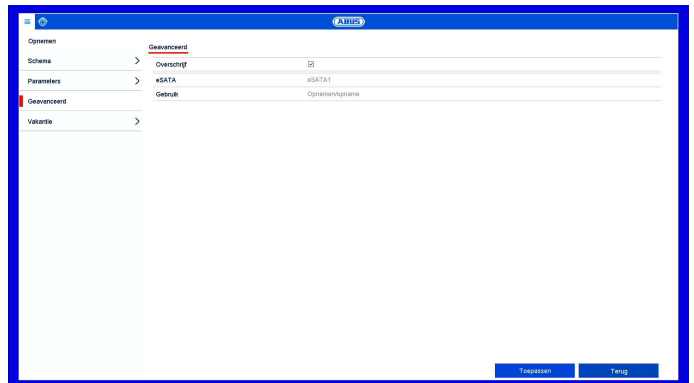 ABUS
Opnemen
Schema
Parameters
Geavanceerd
Vakantie
Geavanceerd
Overschrijf
eSATA eSATA1
Gebruik Opnemen/opname
Toepassen Terug